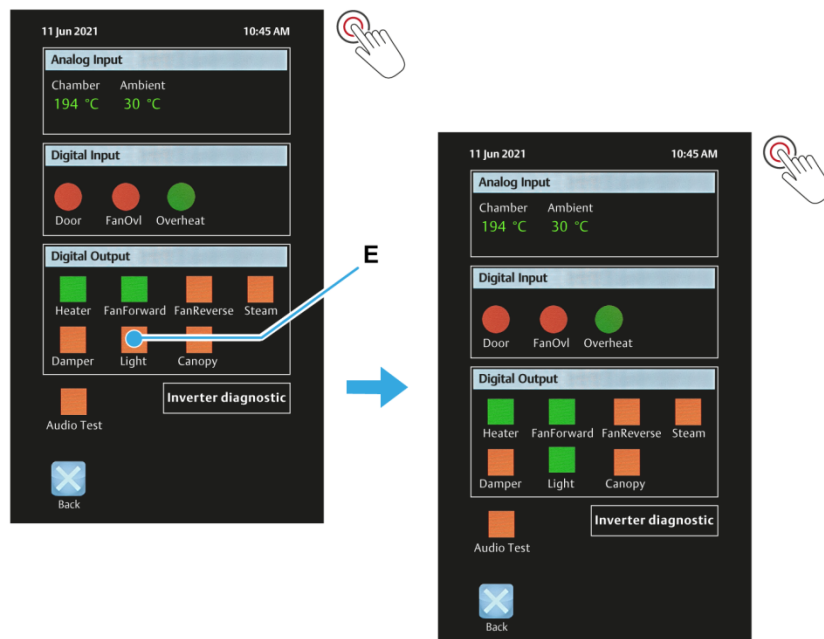 11 Jun 2021 10:45 AM
Analog Input
Chamber Ambient
194 °C 30 °C
Digital Input
Door FanOvl Overheat
Digital Output
Heater FanForward FanReverse Steam
Damper Light Canopy
Audio Test
Inverter diagnostic
Back
E
11 Jun 2021 10:45 AM
Analog Input
Chamber Ambient
194 °C 30 °C
Digital Input
Door FanOvl Overheat
Digital Output
Heater FanForward FanReverse Steam
Damper Light Canopy
Audio Test
Inverter diagnostic
Back